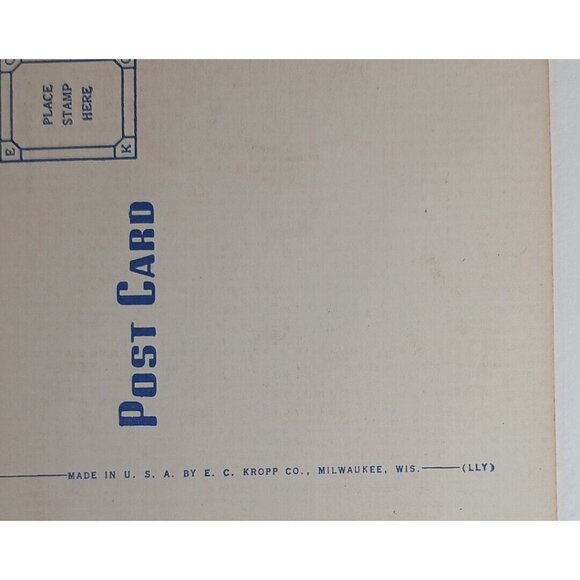 PLACE
STAMP
HERE
E
K
C
C
POST CARD
MADE IN U. S. A. BY E. C. KROPP CO., MILWAUKEE, WIS.
(LLY)